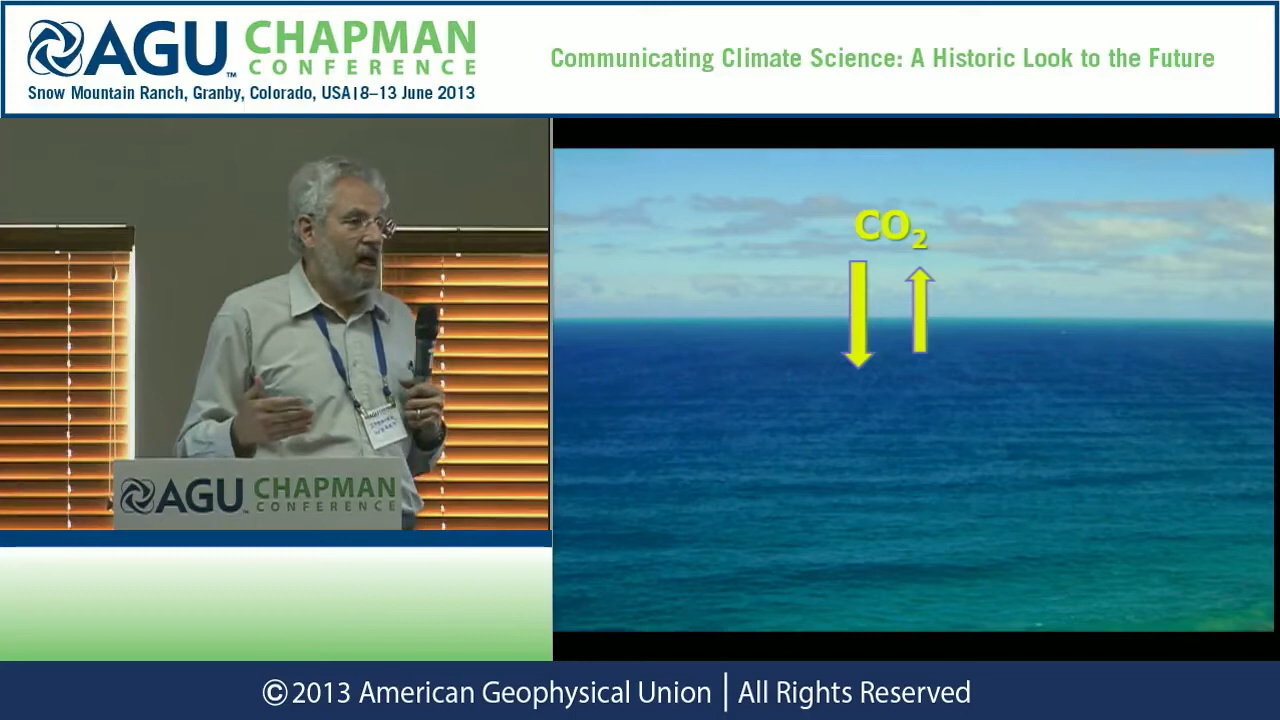 AGU CHAPMAN
CONFERENCE
™
Snow Mountain Ranch, Granby, Colorado, USA|8–13 June 2013
Communicating Climate Science: A Historic Look to the Future
CO₂
AGU CHAPMAN
CONFERENCE
©2013 American Geophysical Union | All Rights Reserved